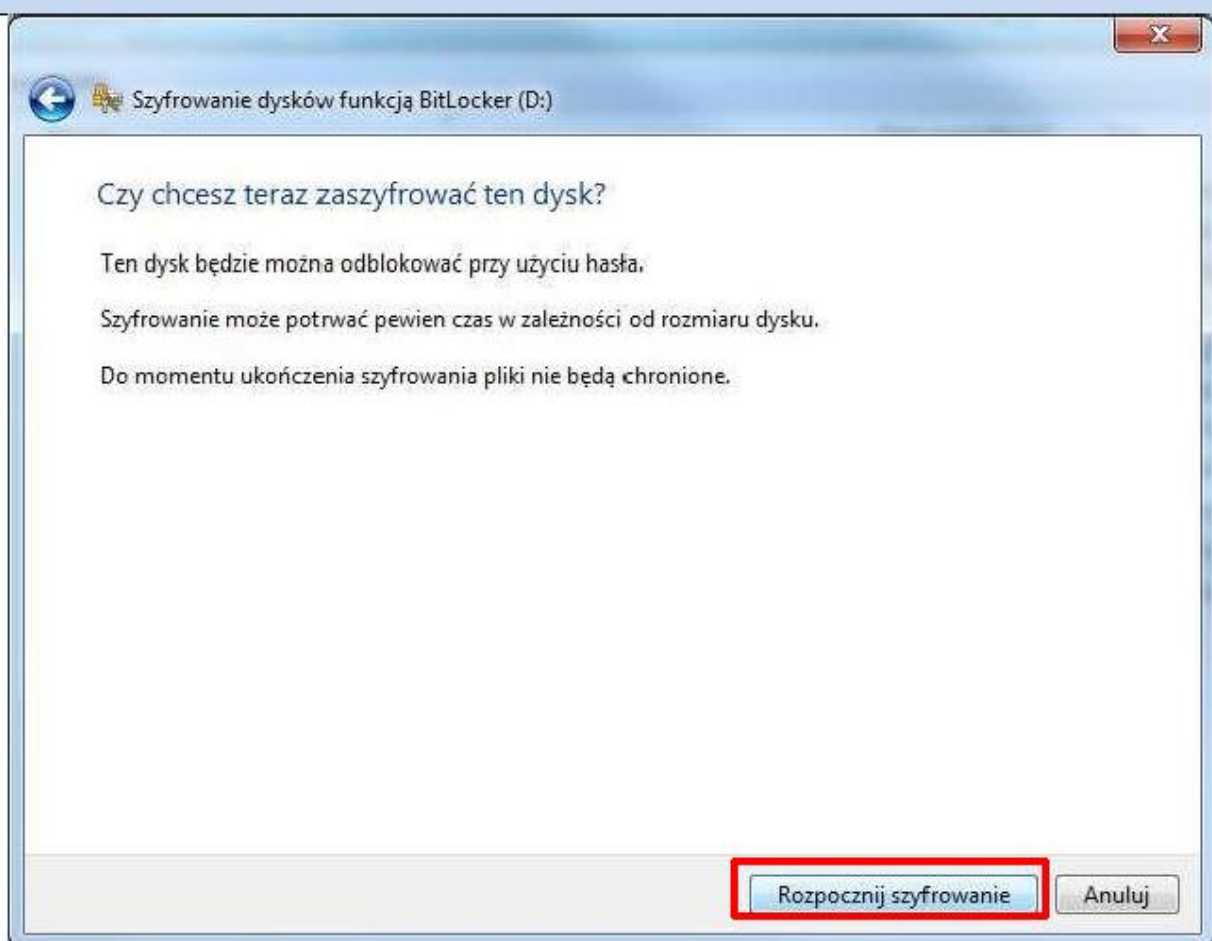 Szyfrowanie dysków funkcją BitLocker (D:)
Czy chcesz teraz zaszyfrować ten dysk?
Ten dysk będzie można odblokować przy użyciu hasła.
Szyfrowanie może potrwać pewien czas w zależności od rozmiaru dysku.
Do momentu ukończenia szyfrowania pliki nie będą chronione.
Rozpocznij szyfrowanie
Anuluj